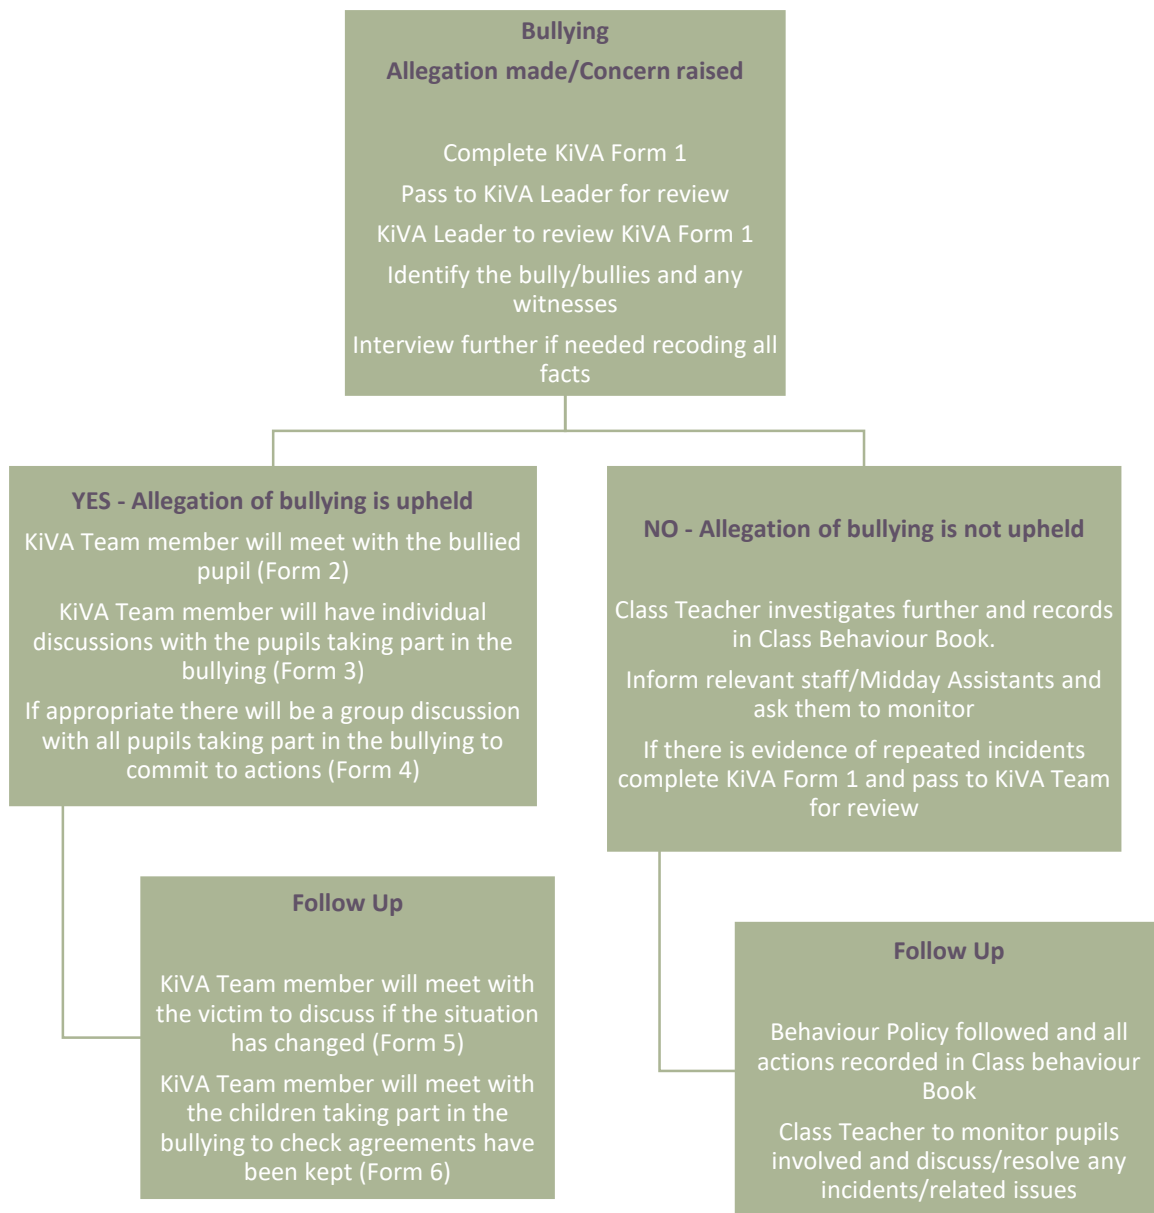 Bullying
Allegation made/Concern raised
Complete KiVA Form 1
Pass to KiVA Leader for review
KiVA Leader to review KiVA Form 1
Identify the bully/bullies and any
witnesses
Interview further if needed recoding all
facts
YES - Allegation of bullying is upheld
KiVA Team member will meet with the bullied
pupil (Form 2)
KiVA Team member will have individual
discussions with the pupils taking part in the
bullying (Form 3)
If appropriate there will be a group discussion
with all pupils taking part in the bullying to
commit to actions (Form 4)
NO - Allegation of bullying is not upheld
Class Teacher investigates further and records
in Class Behaviour Book.
Inform relevant staff/Midday Assistants and
ask them to monitor
If there is evidence of repeated incidents
complete KiVA Form 1 and pass to KiVA Team
for review
Follow Up
KiVA Team member will meet with
the victim to discuss if the situation
has changed (Form 5)
KiVA Team member will meet with
the children taking part in the
bullying to check agreements have
been kept (Form 6)
Follow Up
Behaviour Policy followed and all
actions recorded in Class behaviour
Book
Class Teacher to monitor pupils
involved and discuss/resolve any
incidents/related issues